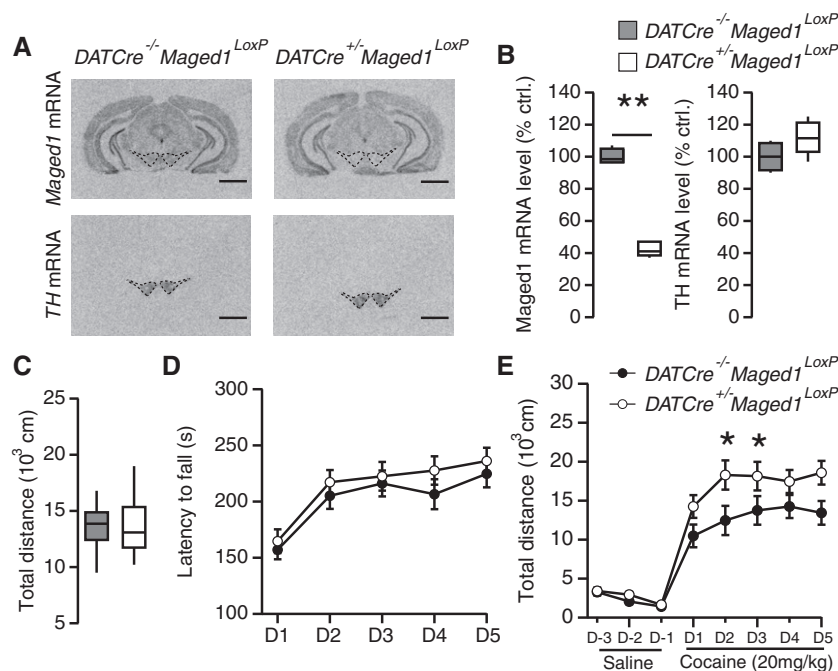 A
DATCre-/-Maged1LoxP
DATCre+/-Maged1LoxP
Maged1 mRNA
TH mRNA
B
DATCre-/-Maged1LoxP
DATCre+/-Maged1LoxP
Maged1 mRNA level (% ctrl.)
140
120
100
80
60
40
20
0
**
TH mRNA level (% ctrl.)
140
120
100
80
60
40
20
0
C
Total distance (10³ cm)
25
20
15
10
5
D
Latency to fall (s)
300
250
200
150
100
D1 D2 D3 D4 D5
E
DATCre-/-Maged1LoxP
DATCre+/-Maged1LoxP
Total distance (10³ cm)
30
25
20
15
10
5
0
* *
D-3 D-2 D-1 D1 D2 D3 D4 D5
Saline Cocaine (20mg/kg)